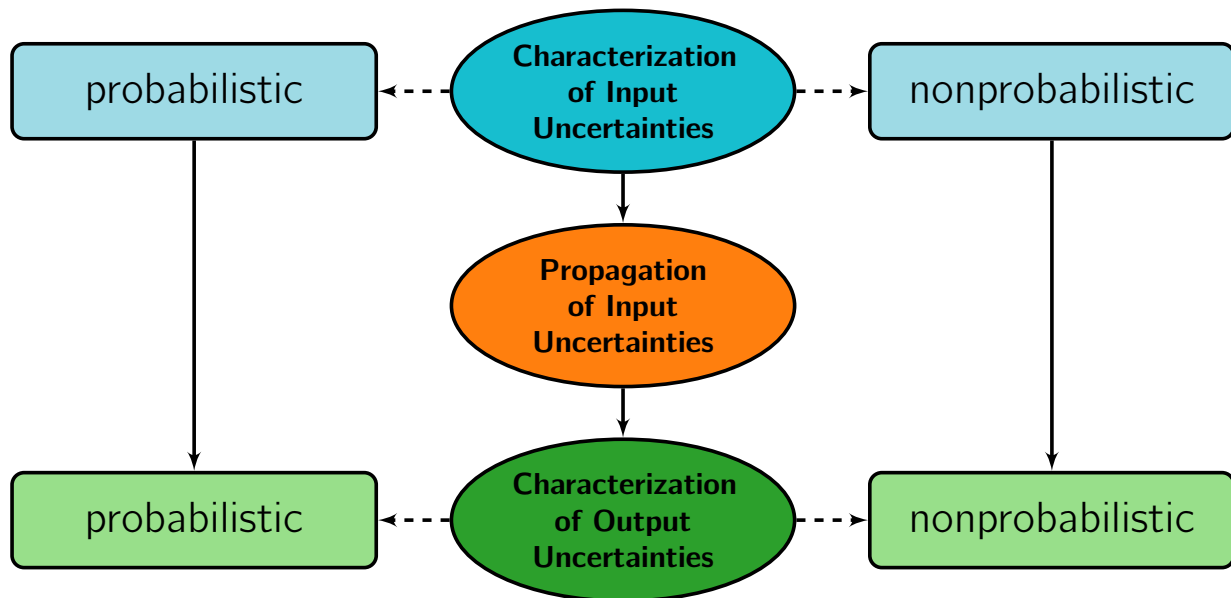 probabilistic
Characterization
of Input
Uncertainties
nonprobabilistic
Propagation
of Input
Uncertainties
probabilistic
Characterization
of Output
Uncertainties
nonprobabilistic